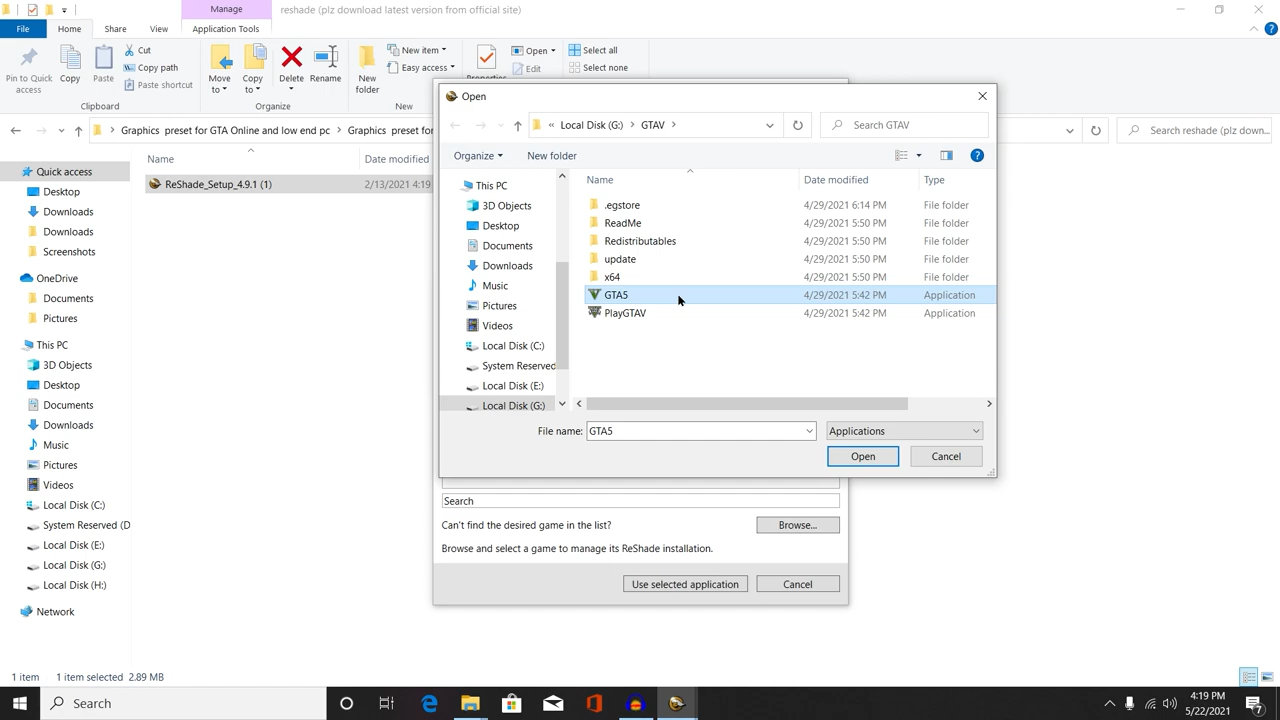 Manage
reshade (plz download latest version from official site)
File
Home
Share
View
Application Tools
Pin to Quick access
Copy
Paste
Cut
Copy path
Paste shortcut
Clipboard
Move to
Copy to
Delete
Rename
Organize
New folder
New item
Easy access
New
Properties
Open
Edit
Select all
Select none
Graphics preset for GTA Online and low end pc
Graphics preset for
Search reshade (plz down...
Name
Date modified
ReShade_Setup_4.9.1 (1)
2/13/2021 4:19
Quick access
Desktop
Downloads
Downloads
Screenshots
OneDrive
Documents
Pictures
This PC
3D Objects
Desktop
Documents
Downloads
Music
Pictures
Videos
Local Disk (C:)
System Reserved (D
Local Disk (E:)
Local Disk (G:)
Local Disk (H:)
Network
Open
« Local Disk (G:) > GTAV >
Search GTAV
Organize
New folder
This PC
3D Objects
Desktop
Documents
Downloads
Music
Pictures
Videos
Local Disk (C:)
System Reserved
Local Disk (E:)
Local Disk (G:)
Name Date modified Type
.egstore 4/29/2021 6:14 PM File folder
ReadMe 4/29/2021 5:50 PM File folder
Redistributables 4/29/2021 5:50 PM File folder
update 4/29/2021 5:50 PM File folder
x64 4/29/2021 5:50 PM File folder
GTA5 4/29/2021 5:42 PM Application
PlayGTAV 4/29/2021 5:42 PM Application
File name: GTA5
Applications
Open
Cancel
Search
Can't find the desired game in the list?
Browse...
Browse and select a game to manage its ReShade installation.
Use selected application
Cancel
1 item
1 item selected 2.89 MB
Search
4:19 PM
5/22/2021
7